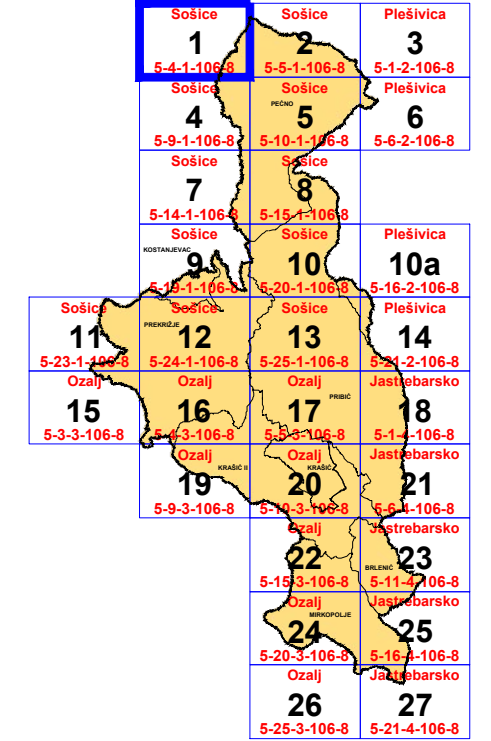 Sošice Sošice Plešivica
1 2 3
5-4-1-106-8 5-5-1-106-8 5-1-2-106-8
Sošice Sošice Plešivica
PEĆNO
4 5 6
5-9-1-106-8 5-10-1-106-8 5-6-2-106-8
Sošice Sošice
7 8
5-14-1-106-8 5-15-1-106-8
Sošice Sošice Plešivica
KOSTANJEVAC
9 10 10a
5-19-1-106-8 5-20-1-106-8 5-16-2-106-8
Sošice Sošice Sošice Plešivica
PREKRIŽJE
11 12 13 14
5-23-1-106-8 5-24-1-106-8 5-25-1-106-8 5-21-2-106-8
Ozalj Ozalj Ozalj Jastrebarsko
PRIBIĆ
15 16 17 18
5-3-3-106-8 5-4-3-106-8 5-5-3-106-8 5-1-4-106-8
Ozalj Ozalj Jastrebarsko
KRAŠIĆ II KRAŠIĆ
19 20 21
5-9-3-106-8 5-10-3-106-8 5-6-4-106-8
Ozalj Jastrebarsko
22 23
BRLENIĆ
5-15-3-106-8 5-11-4-106-8
Ozalj Jastrebarsko
MIRKOPOLJE
24 25
5-20-3-106-8 5-16-4-106-8
Ozalj Jastrebarsko
26 27
5-25-3-106-8 5-21-4-106-8